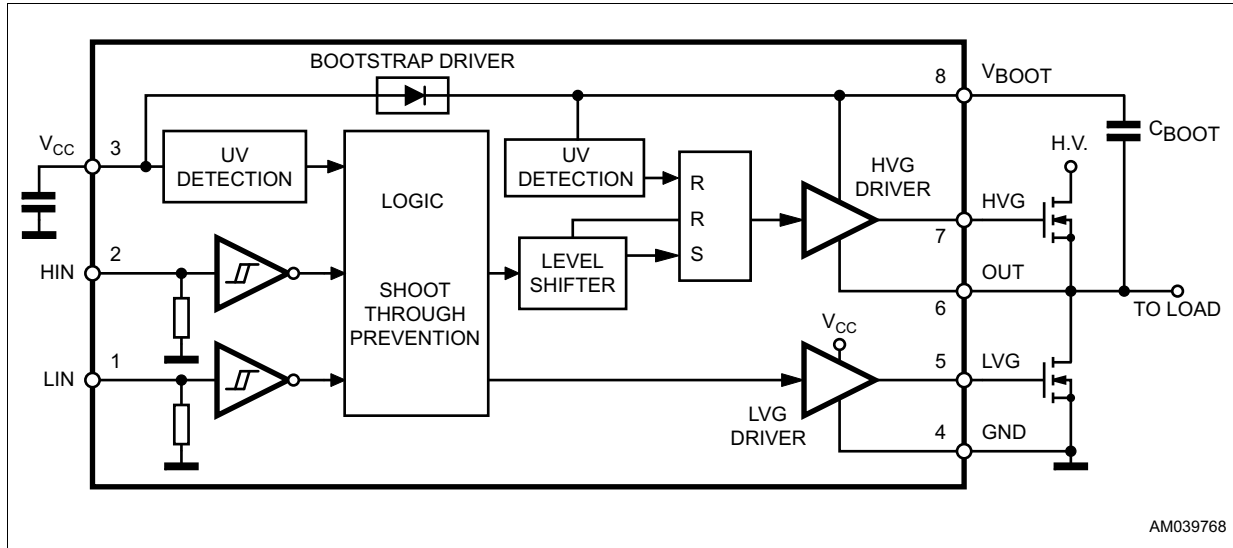 BOOTSTRAP DRIVER
8
VBOOT
CBOOT
VCC
3
UV
DETECTION
UV
DETECTION
H.V.
HVG
DRIVER
LOGIC
R
R
S
HVG
7
HIN
2
LEVEL
SHIFTER
SHOOT
THROUGH
PREVENTION
OUT
6
TO LOAD
VCC
LIN
1
5
LVG
LVG
DRIVER
4
GND
AM039768